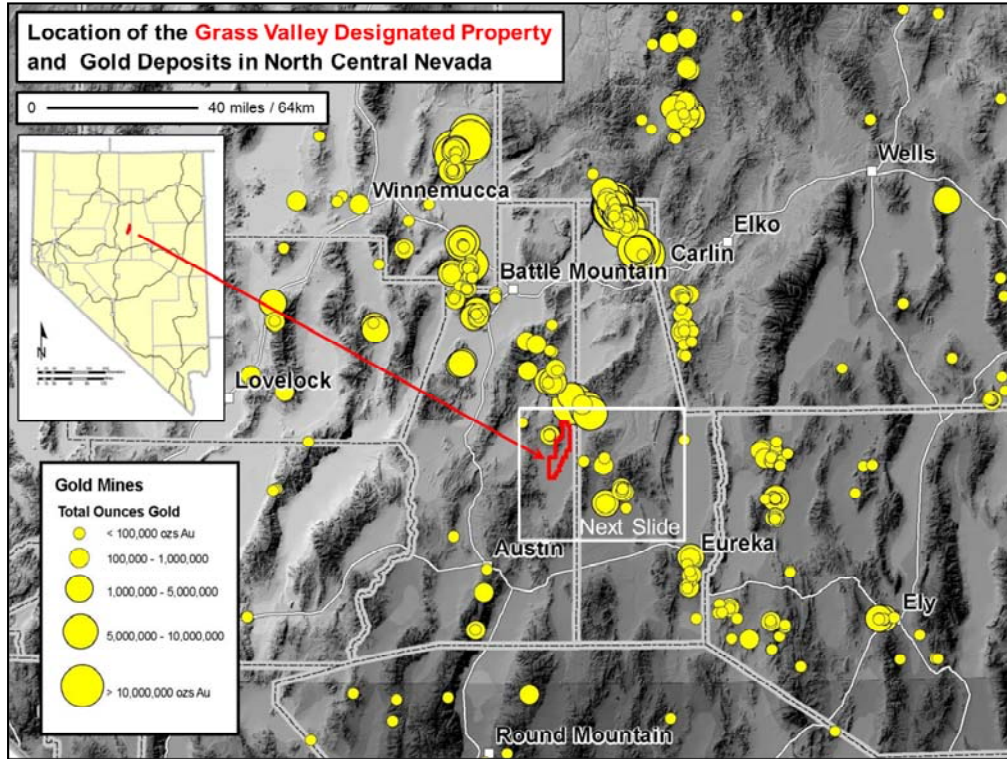 Location of the Grass Valley Designated Property
and Gold Deposits in North Central Nevada
0 40 miles / 64km
Wells
Winnemucca
Elko
Carlin
Battle Mountain
N
Lovelock
Next Slide
Austin
Eureka
Ely
Round Mountain
Gold Mines
Total Ounces Gold
< 100,000 ozs Au
100,000 - 1,000,000
1,000,000 - 5,000,000
5,000,000 - 10,000,000
> 10,000,000 ozs Au